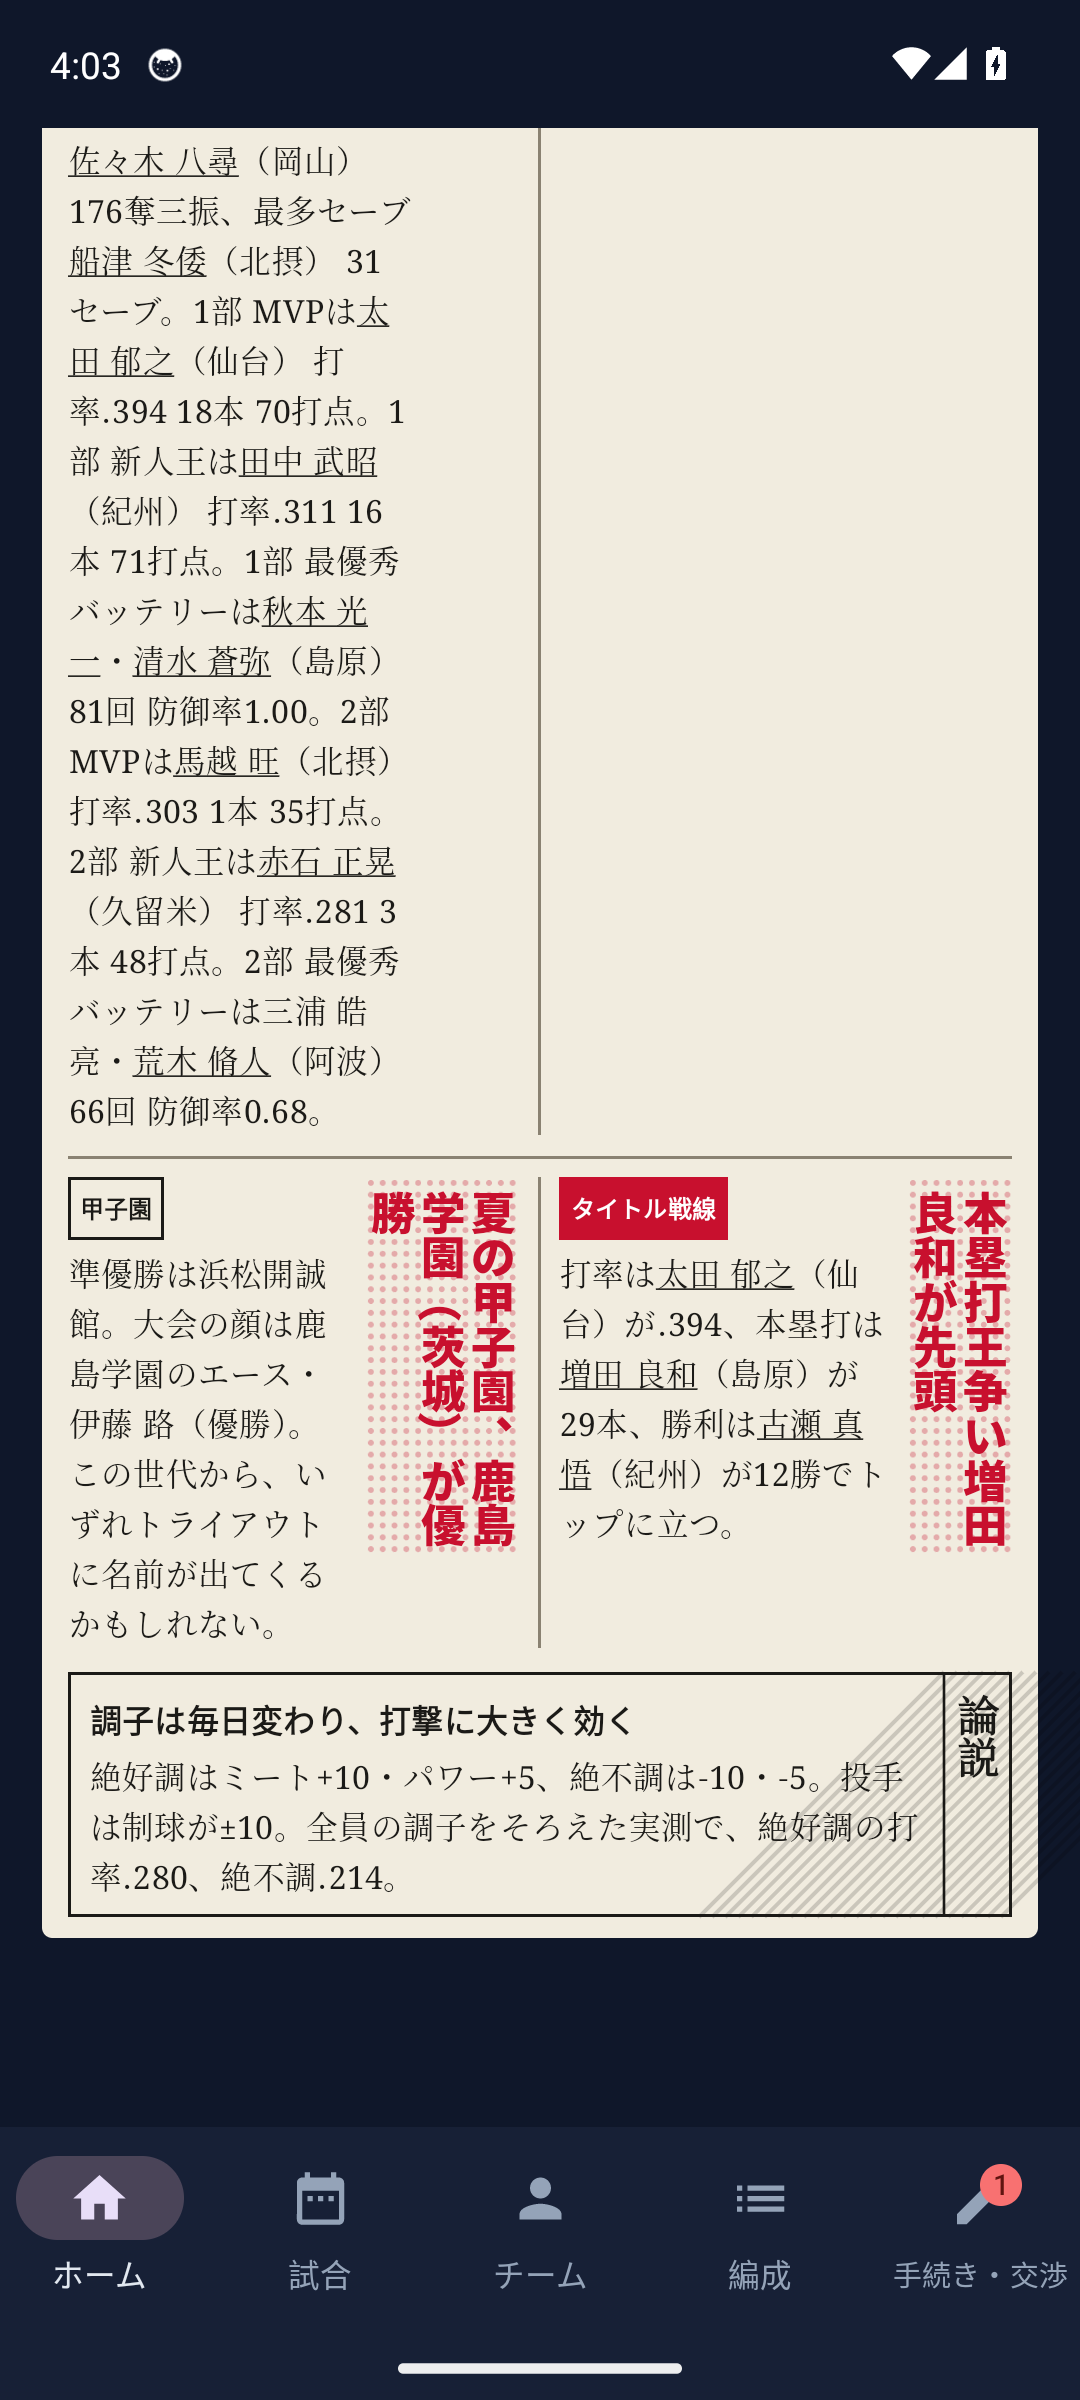 4:03
佐々木 八尋（岡山）
176奪三振、最多セーブ
船津 冬倭（北摂） 31
セーブ。1部 MVPは太
田 郁之（仙台） 打
率.394 18本 70打点。1
部 新人王は田中 武昭
（紀州） 打率.311 16
本 71打点。1部 最優秀
バッテリーは秋本 光
一・清水 蒼弥（島原）
81回 防御率1.00。2部
MVPは馬越 旺（北摂）
打率.303 1本 35打点。
2部 新人王は赤石 正晃
（久留米） 打率.281 3
本 48打点。2部 最優秀
バッテリーは三浦 皓
亮・荒木 脩人（阿波）
66回 防御率0.68。
甲子園
夏の甲子園、鹿島
学園（茨城）が優
勝
準優勝は浜松開誠
館。大会の顔は鹿
島学園のエース・
伊藤 路（優勝）。
この世代から、い
ずれトライアウト
に名前が出てくる
かもしれない。
タイトル戦線
本塁打王争い増田
良和が先頭
打率は太田 郁之（仙
台）が.394、本塁打は
増田 良和（島原）が
29本、勝利は古瀬 真
悟（紀州）が12勝でト
ップに立つ。
論説
調子は毎日変わり、打撃に大きく効く
絶好調はミート+10・パワー+5、絶不調は-10・-5。投手
は制球が±10。全員の調子をそろえた実測で、絶好調の打
率.280、絶不調.214。
ホーム
試合
チーム
編成
1
手続き・交渉